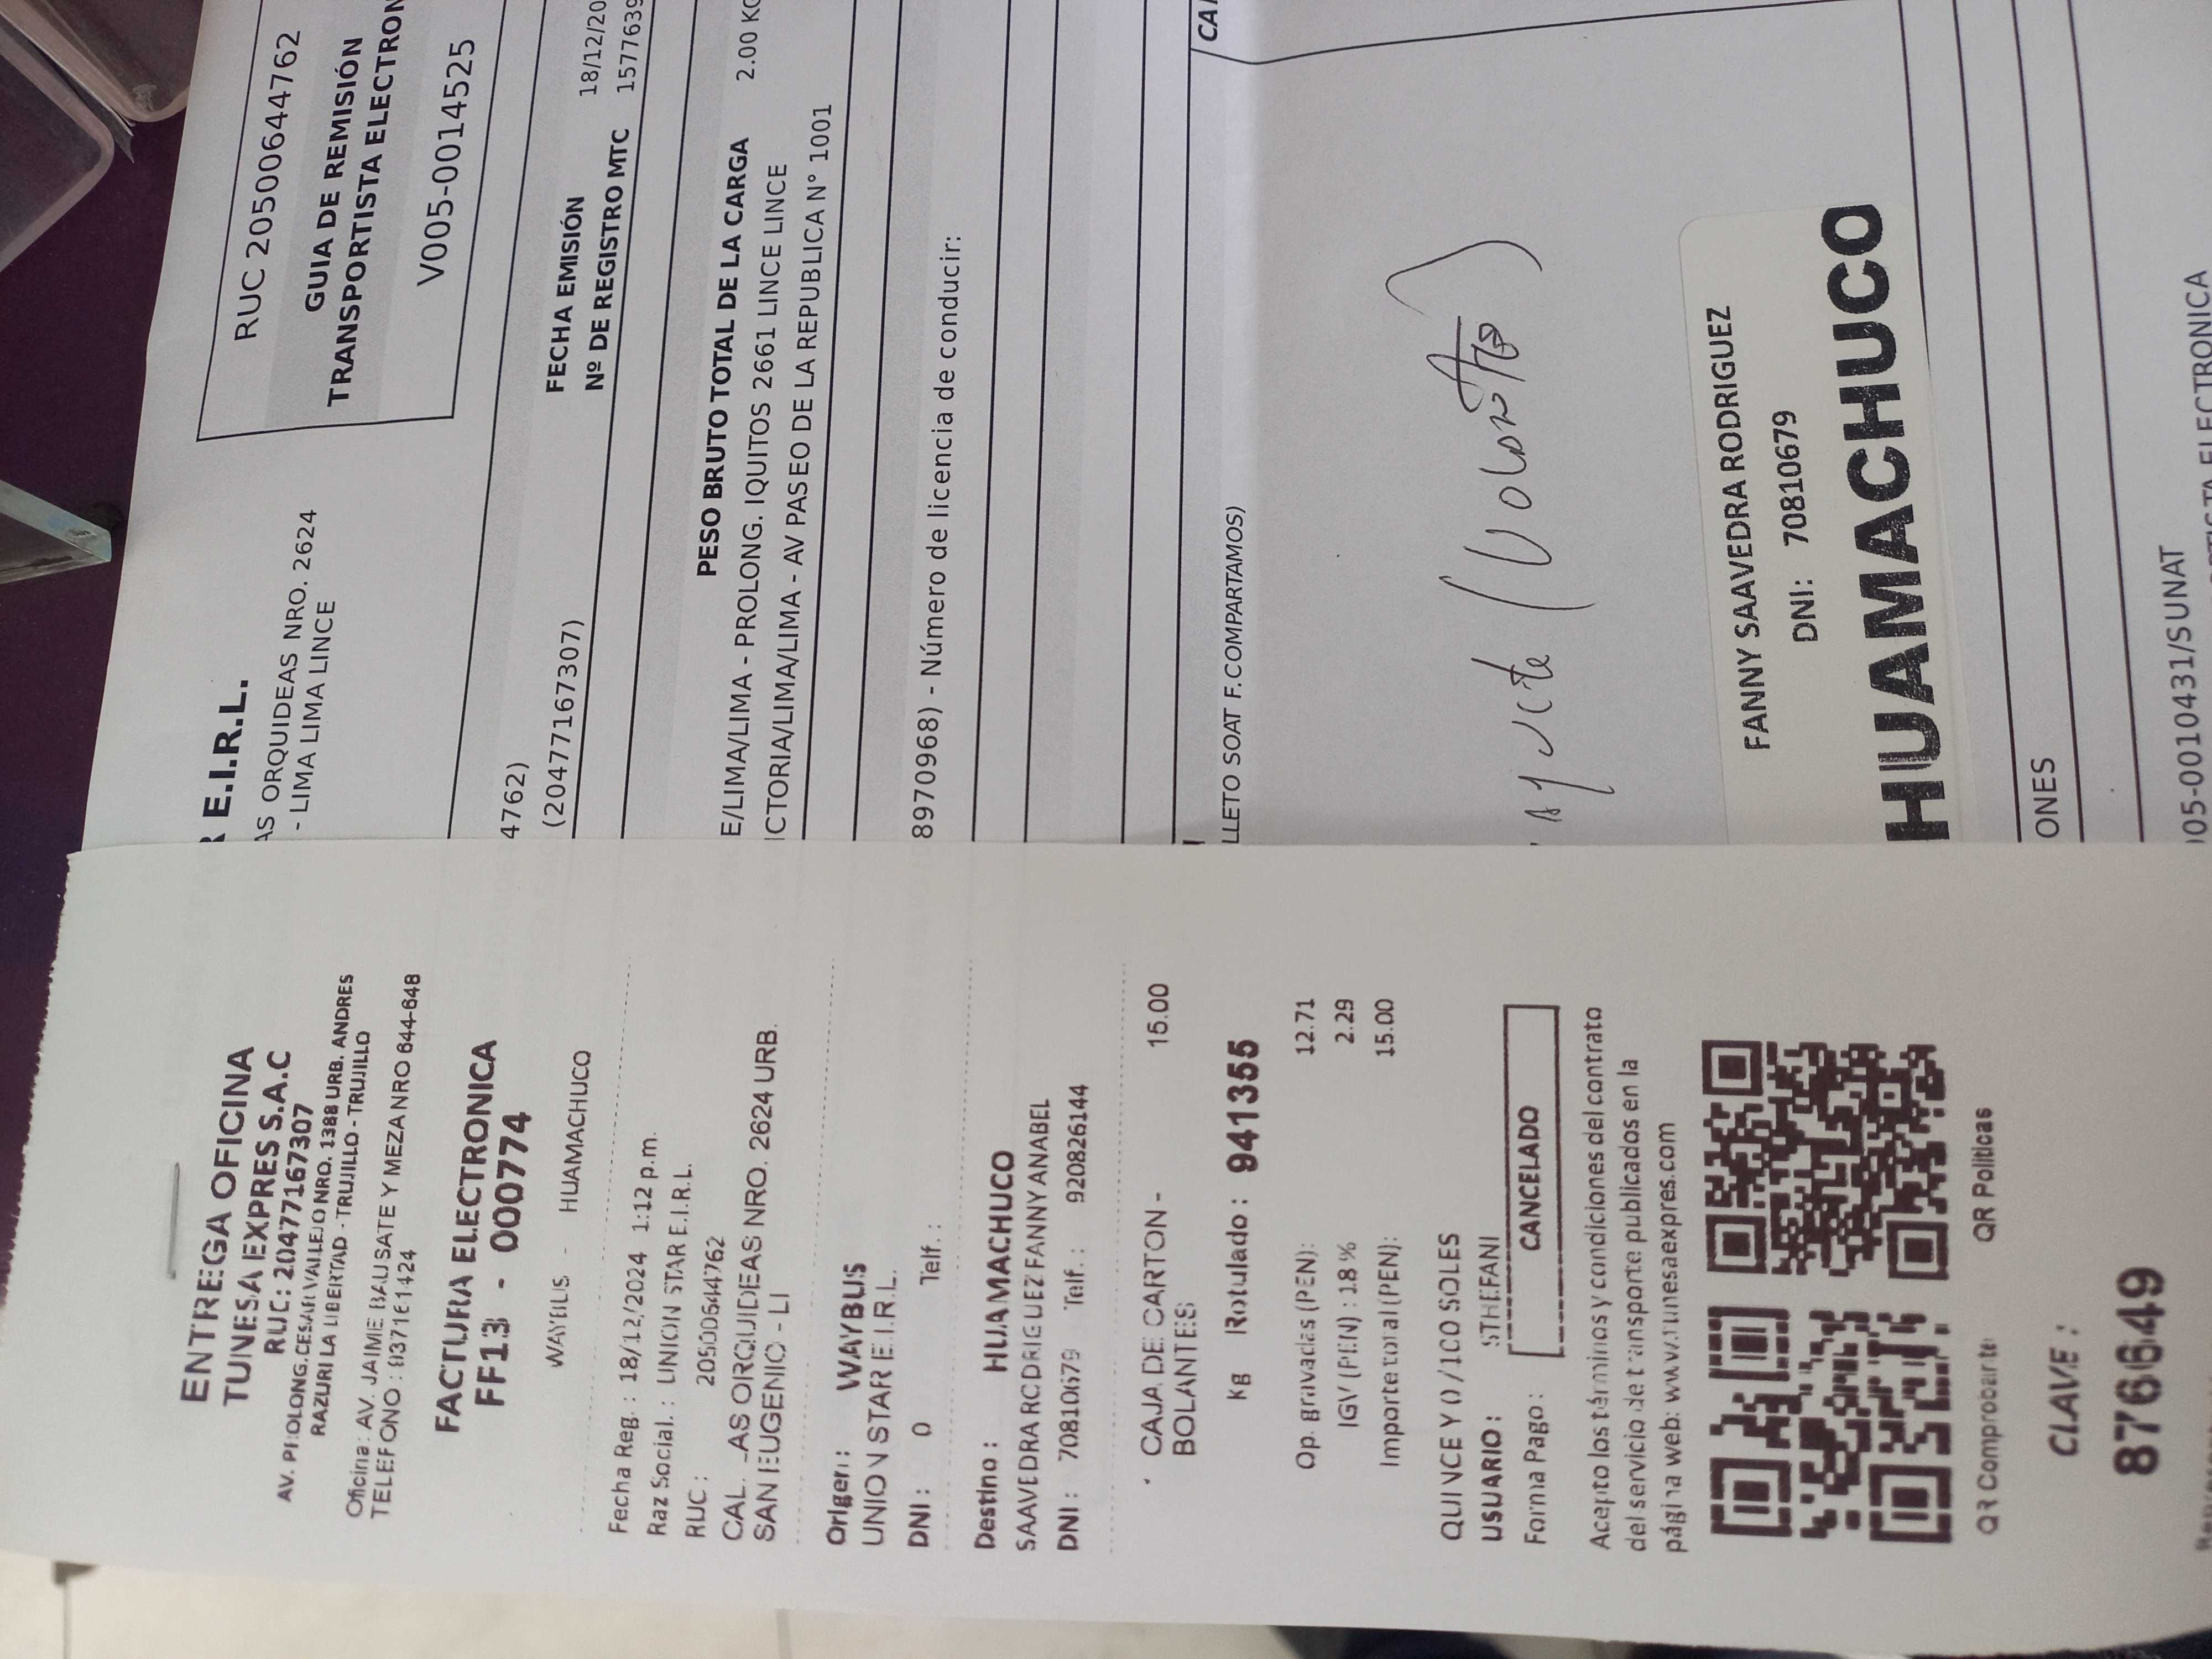 ENTREGA OFICINA
TUNESA EXPRES S.A.C
RUC: 20477167307
AV. PROLONG.CESAR VALLEJO NRO. 1388 URB. ANDRES
RAZURI LA LIBERTAD - TRUJILLO - TRUJILLO
Oficina: AV. JAIME BAUSATE Y MEZA NRO 644-648
TELEFONO :
FACTURA ELECTRONICA
FF13 - 000774
WAYBUS - HUAMACHUCO
Fecha Reg. : 18/12/2024 1:12 p.m.
Raz Social. : UNION STAR E.I.R.L.
RUC : 20500644762
CAL. LAS ORQUIDEAS NRO. 2624 URB.
SAN EUGENIO - LI
Origen : WAYBUS
UNION STAR E.I.R.L.
DNI : 0 Telf. :
Destino : HUAMACHUCO
SAAVEDRA RODRIGUEZ FANNY ANABEL
DNI : 70810679 Telf. : 920826144
· CAJA DE CARTON - 15.00
BOLANTES
Kg Rotulado : 941355
Op. gravadas (PEN): 12.71
IGV (PEN) : 18% 2.29
Importe total (PEN): 15.00
QUINCE Y 0/100 SOLES
USUARIO : STHEFANI
Forma Pago : CANCELADO
Acepto los términos y condiciones del contrato
del servicio de transporte publicados en la
página web: www.tunesaexpres.com
QR Comprobante QR Politicas
CLAVE :
876649
R E.I.R.L.
AS ORQUIDEAS NRO. 2624
- LIMA LIMA LINCE
RUC 20500644762
GUIA DE REMISIÓN
TRANSPORTISTA ELECTRON
V005-0014525
4762)
(20477167307)
FECHA EMISIÓN 18/12/20
Nº DE REGISTRO MTC 1577639
PESO BRUTO TOTAL DE LA CARGA 2.00 KG
E/LIMA/LIMA - PROLONG. IQUITOS 2661 LINCE LINCE
ICTORIA/LIMA/LIMA - AV PASEO DE LA REPUBLICA N° 1001
8970968) - Número de licencia de conducir:
CAN
LLETO SOAT F.COMPARTAMOS)
FANNY SAAVEDRA RODRIGUEZ
DNI: 70810679
HUAMACHUCO
ONES
005-0010431/SUNAT
ELECTRONICA